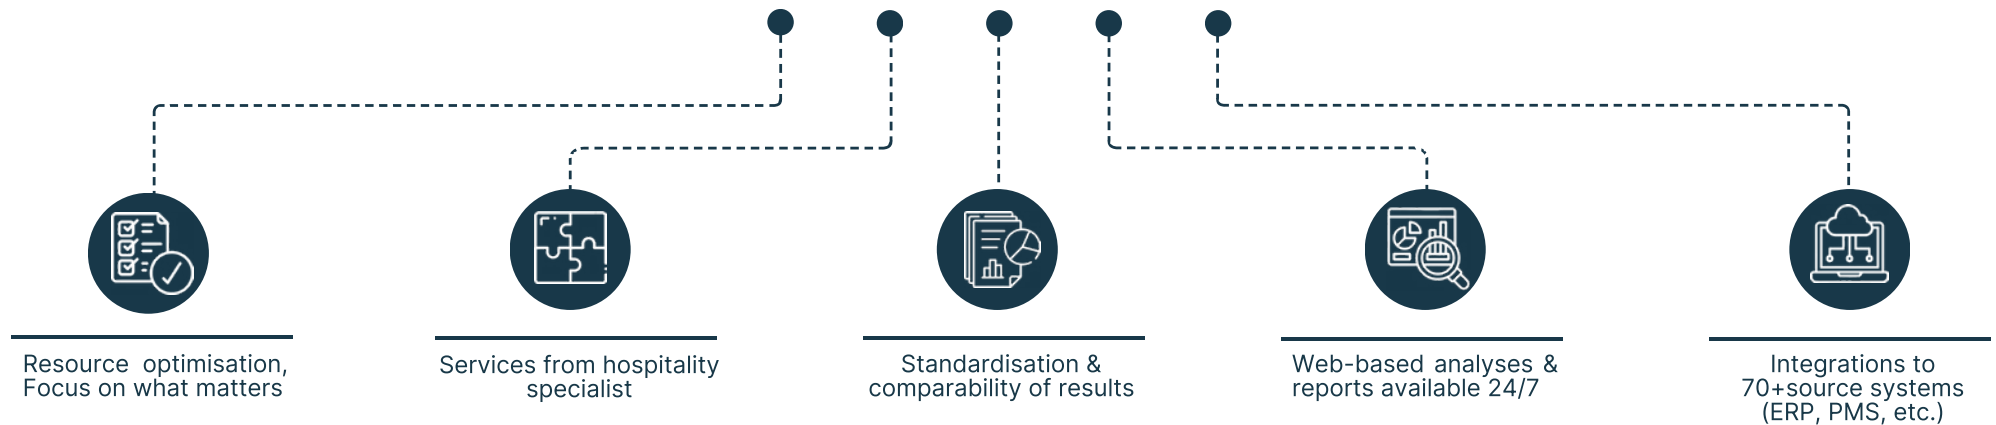 Resource optimisation,
Focus on what matters
Services from hospitality
specialist
Standardisation &
comparability of results
Web-based analyses &
reports available 24/7
Integrations to
70+source systems
(ERP, PMS, etc.)